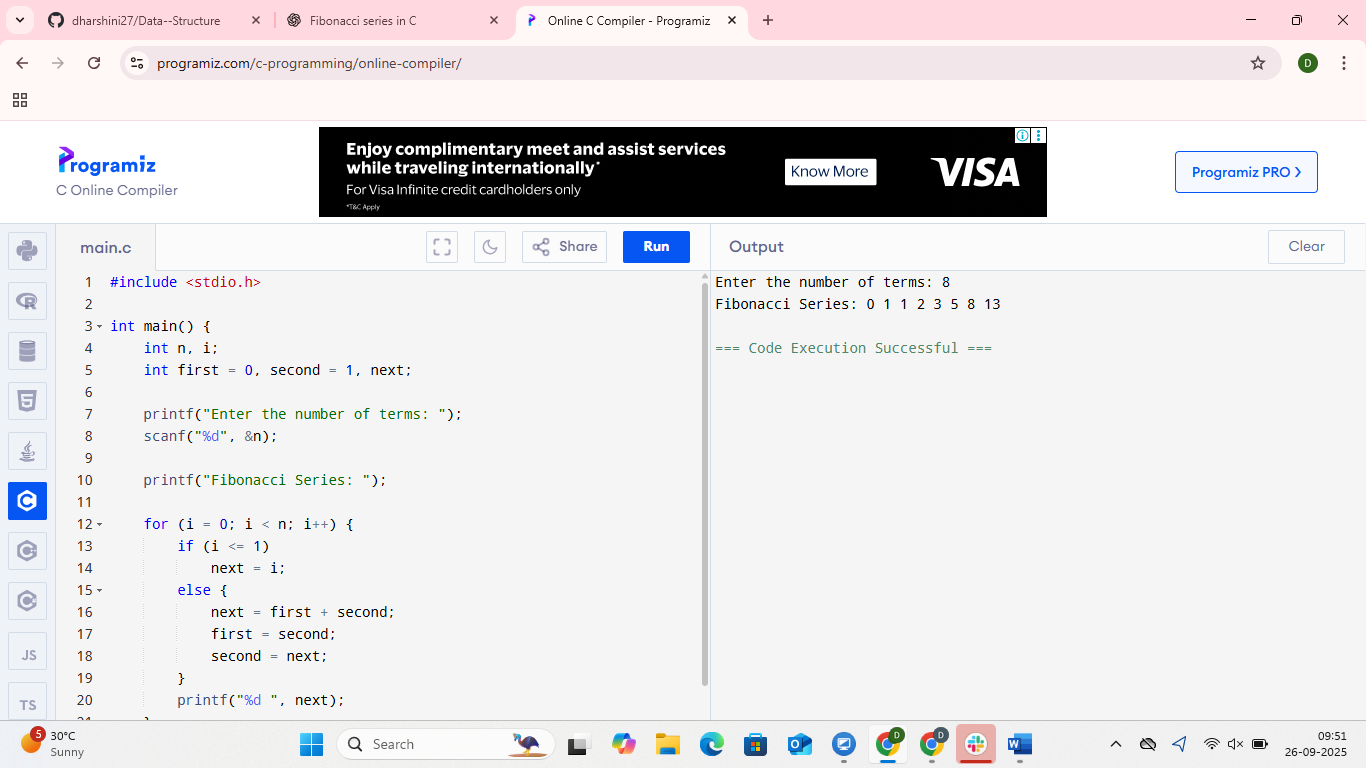 dharshini27/Data--Structure
Fibonacci series in C
Online C Compiler - Programiz
programiz.com/c-programming/online-compiler/
D
Programiz
C Online Compiler
Enjoy complimentary meet and assist services
while traveling internationally*
For Visa Infinite credit cardholders only
*T&C Apply
Know More
VISA
Programiz PRO
main.c
Share
Run
Output
Clear
1 #include <stdio.h>
2
3 int main() {
4     int n, i;
5     int first = 0, second = 1, next;
6
7     printf("Enter the number of terms: ");
8     scanf("%d", &n);
9
10     printf("Fibonacci Series: ");
11
12     for (i = 0; i < n; i++) {
13         if (i <= 1)
14             next = i;
15         else {
16             next = first + second;
17             first = second;
18             second = next;
19         }
20         printf("%d ", next);
21     }
Enter the number of terms: 8
Fibonacci Series: 0 1 1 2 3 5 8 13
=== Code Execution Successful ===
R
5
C
JS
TS
5
30°C
Sunny
Search
D
D
09:51
26-09-2025